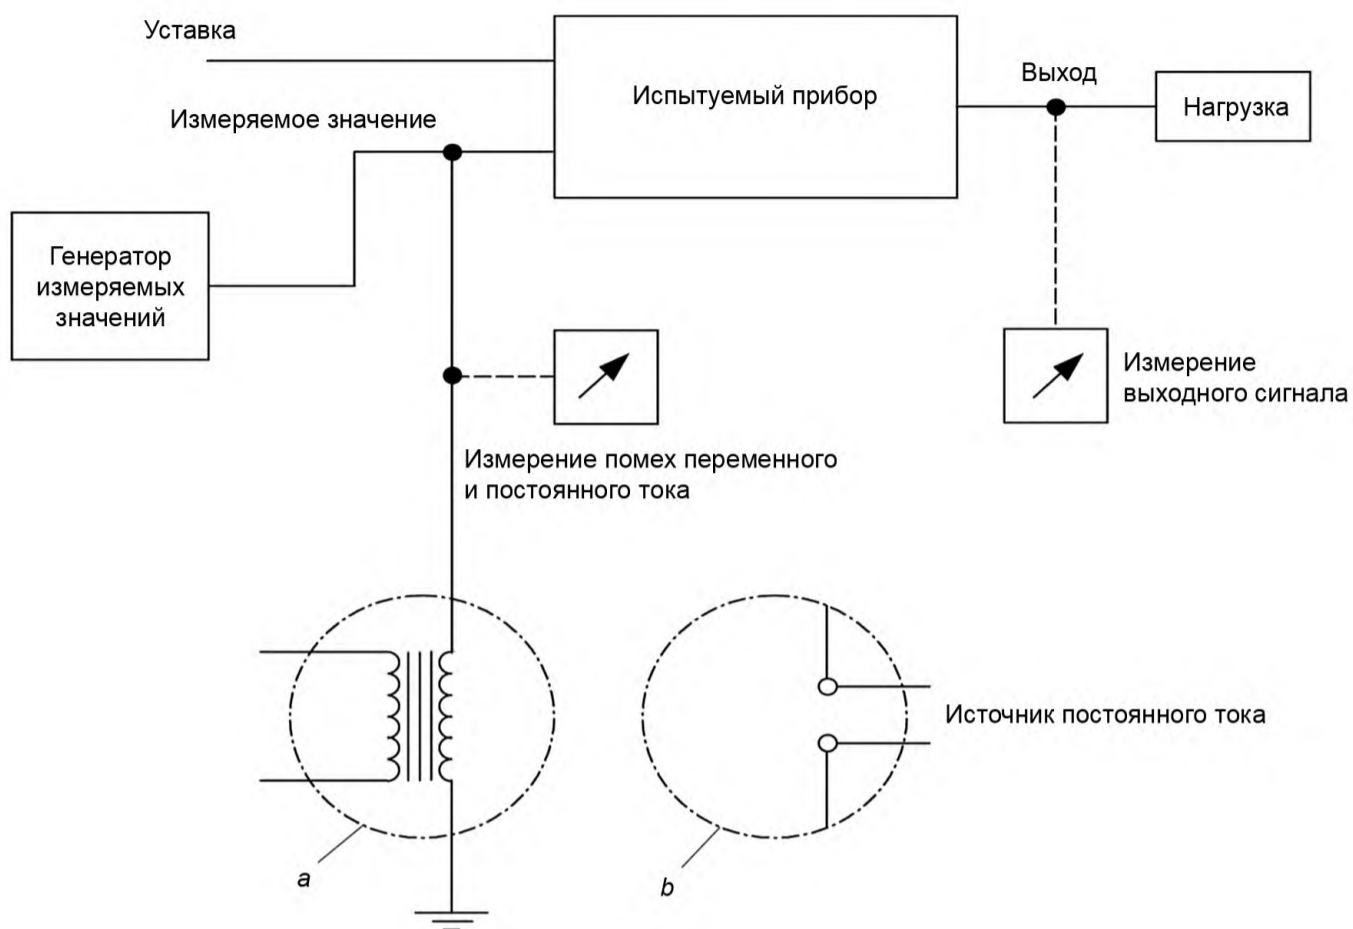 Уставка
Испытуемый прибор
Выход
Нагрузка
Измеряемое значение
Генератор
измеряемых
значений
Измерение
выходного сигнала
Измерение помех переменного
и постоянного тока
Источник постоянного тока
a
b